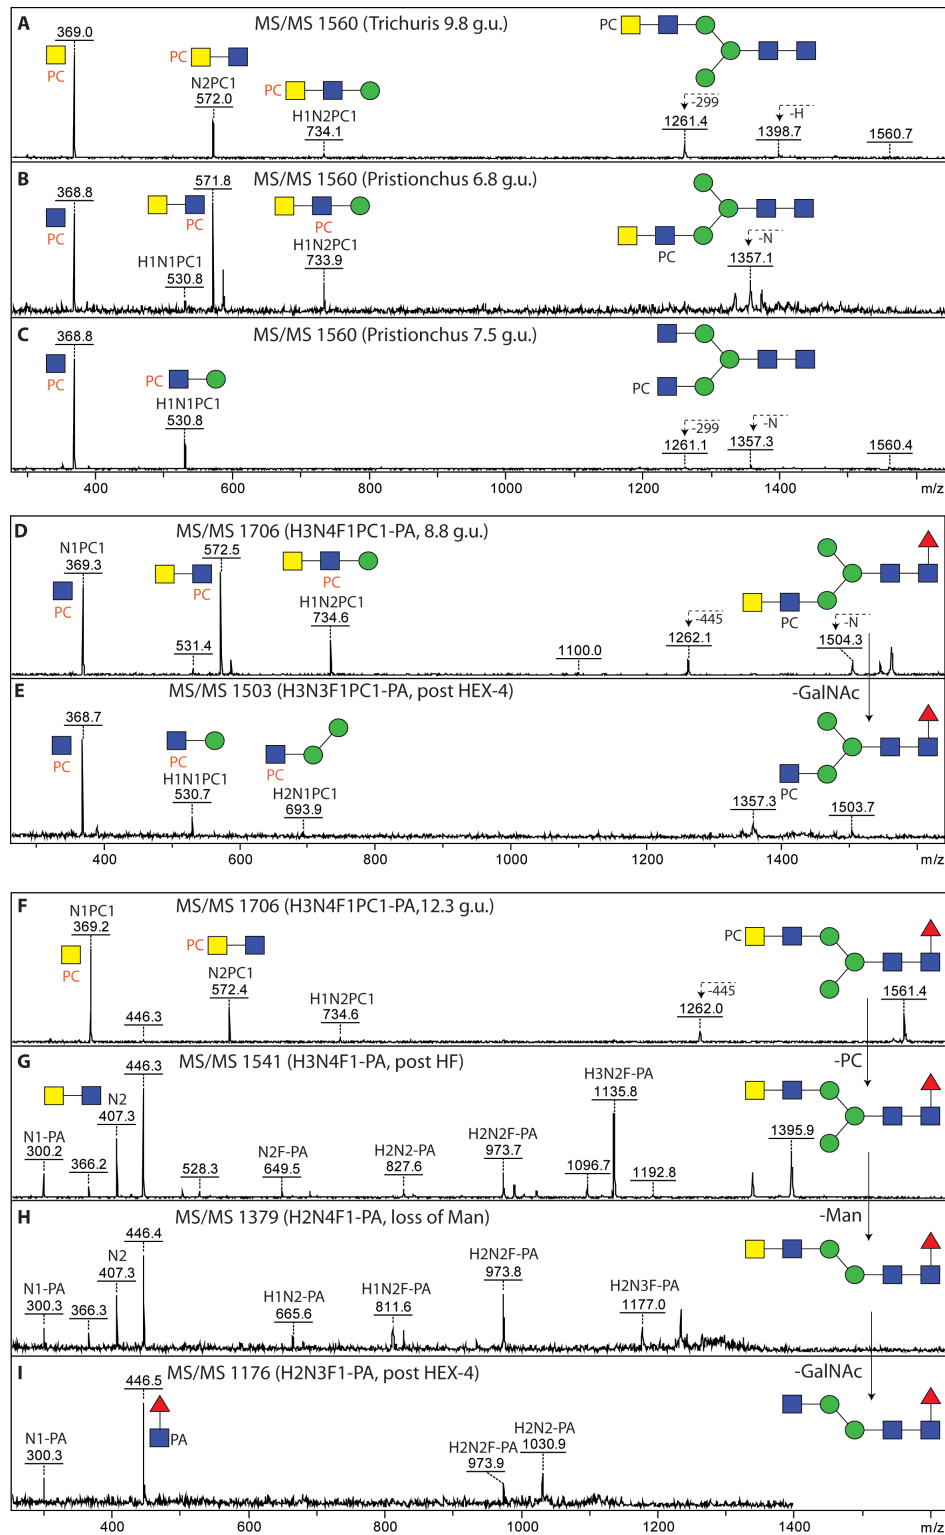 A
MS/MS 1560 (Trichuris 9.8 g.u.)
369.0
PC
PC
N2PC1
572.0
PC
H1N2PC1
734.1
PC
-299
1261.4
-H
1398.7
1560.7
B
MS/MS 1560 (Pristionchus 6.8 g.u.)
368.8
PC
571.8
PC
H1N1PC1
530.8
PC
H1N2PC1
733.9
PC
-N
1357.1
C
MS/MS 1560 (Pristionchus 7.5 g.u.)
368.8
PC
PC
H1N1PC1
530.8
PC
-299
1261.1
-N
1357.3
1560.4
400 600 800 1000 1200 1400 m/z
D
MS/MS 1706 (H3N4F1PC1-PA, 8.8 g.u.)
N1PC1
369.3
PC
572.5
PC
531.4
PC
H1N2PC1
734.6
1100.0
-445
1262.1
PC
-N
1504.3
E
MS/MS 1503 (H3N3F1PC1-PA, post HEX-4)
-GalNAc
368.7
PC
PC
H1N1PC1
530.7
PC
H2N1PC1
693.9
PC
1357.3
1503.7
400 600 800 1000 1200 1400 m/z
F
MS/MS 1706 (H3N4F1PC1-PA,12.3 g.u.)
N1PC1
369.2
PC
446.3
PC
N2PC1
572.4
H1N2PC1
734.6
-445
1262.0
PC
1561.4
G
MS/MS 1541 (H3N4F1-PA, post HF)
-PC
N1-PA
300.2
366.2
N2
407.3
446.3
528.3
N2F-PA
649.5
H2N2-PA
827.6
H2N2F-PA
973.7
1096.7
H3N2F-PA
1135.8
1192.8
1395.9
H
MS/MS 1379 (H2N4F1-PA, loss of Man)
-Man
N1-PA
300.3
366.3
N2
407.3
446.4
H1N2-PA
665.6
H1N2F-PA
811.6
H2N2F-PA
973.8
H2N3F-PA
1177.0
I
MS/MS 1176 (H2N3F1-PA, post HEX-4)
-GalNAc
N1-PA
300.3
446.5
PA
H2N2F-PA
973.9
H2N2-PA
1030.9
400 600 800 1000 1200 1400 m/z